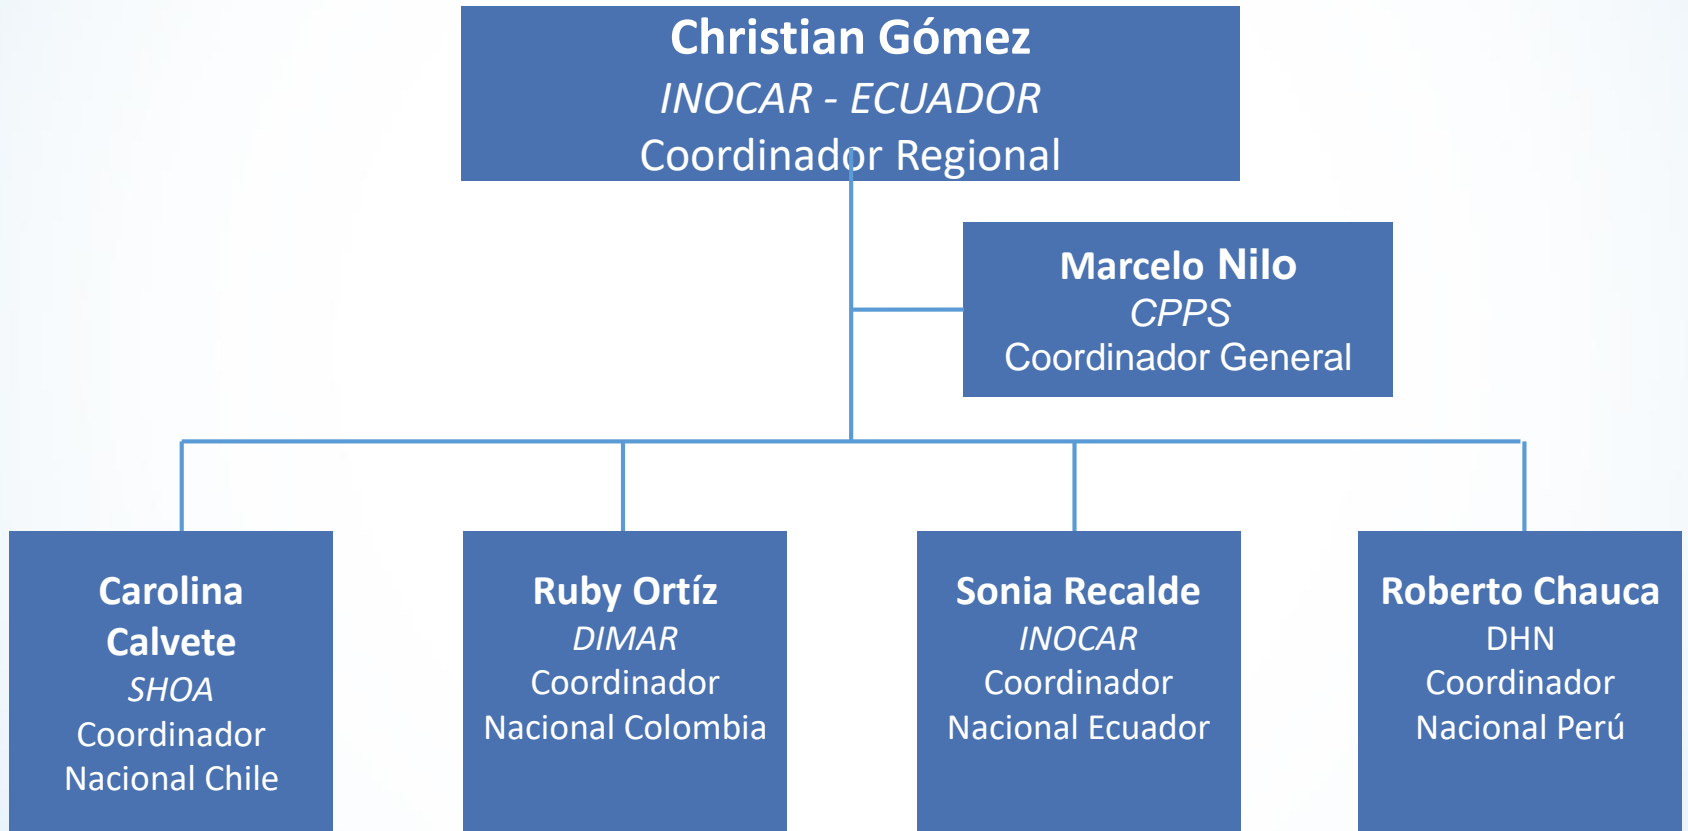 Christian Gómez
INOCAR - ECUADOR
Coordinador Regional
Marcelo Nilo
CPPS
Coordinador General
Carolina
Calvete
SHOA
Coordinador
Nacional Chile
Ruby Ortíz
DIMAR
Coordinador
Nacional Colombia
Sonia Recalde
INOCAR
Coordinador
Nacional Ecuador
Roberto Chauca
DHN
Coordinador
Nacional Perú